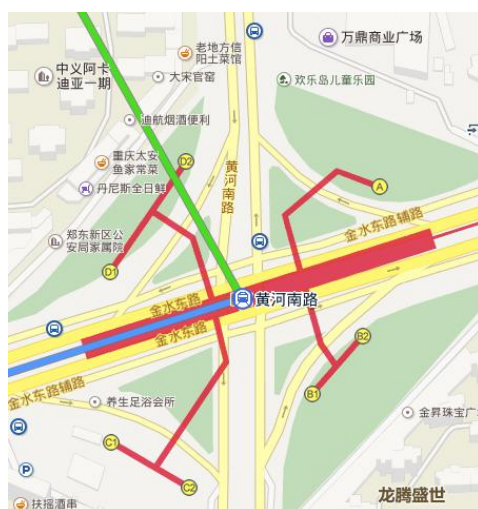 老地方信
阳土菜馆
万鼎商业广场
中义阿卡
迪亚一期
大宋官窑
欢乐岛儿童乐园
迪航烟酒便利
重庆太安
鱼家常菜
D2
丹尼斯全日鲜
黄河南路
A
郑东新区公
安局家属院
金水东路辅路
D1
金水东路
黄河南路
金水东路
B2
金水东路辅路
B1
养生足浴会所
黄河南路
金昇珠宝广
C1
P
C2
龙腾盛世
扶摇酒串